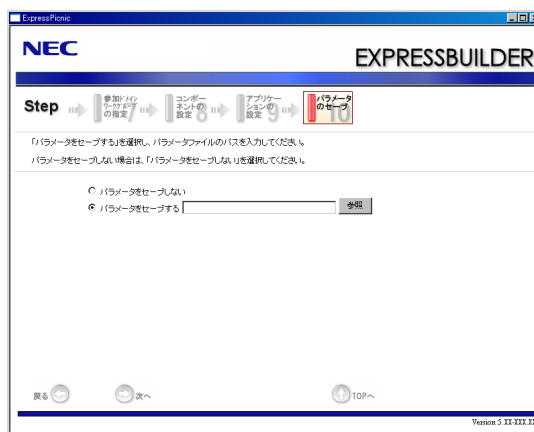 ExpressPicnic
NEC
EXPRESSBUILDER
Step
参加ドメイン
ワークグループ
の指定 7
コンポー
ネントの
設定 8
アプリケー
ションの
設定 9
パラメータ
のセーブ
10
「パラメータをセーブする」を選択し、パラメータファイルのパスを入力してください。
パラメータをセーブしない場合は、「パラメータをセーブしない」を選択してください。
パラメータをセーブしない
パラメータをセーブする
参照
戻る
次へ
TOPへ
Version 5.XX-XXX.XX